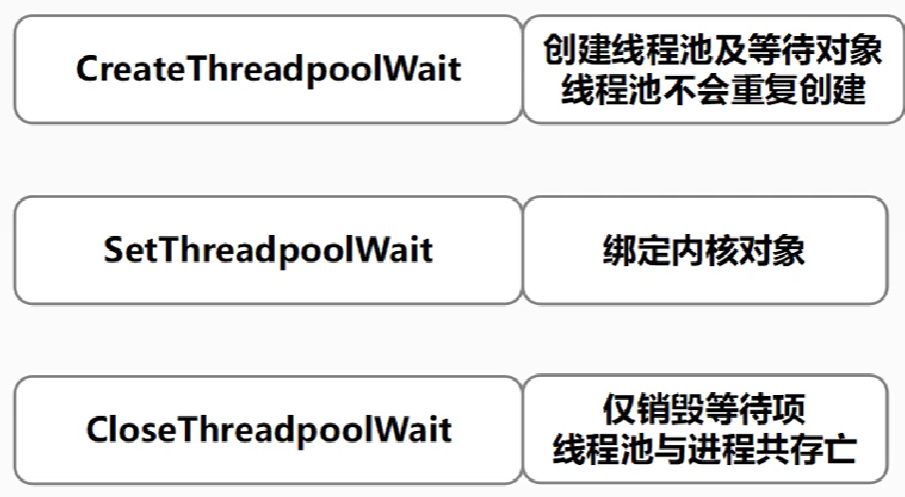 CreateThreadpoolWait
创建线程池及等待对象
线程池不会重复创建
SetThreadpoolWait
绑定内核对象
CloseThreadpoolWait
仅销毁等待项
线程池与进程共存亡